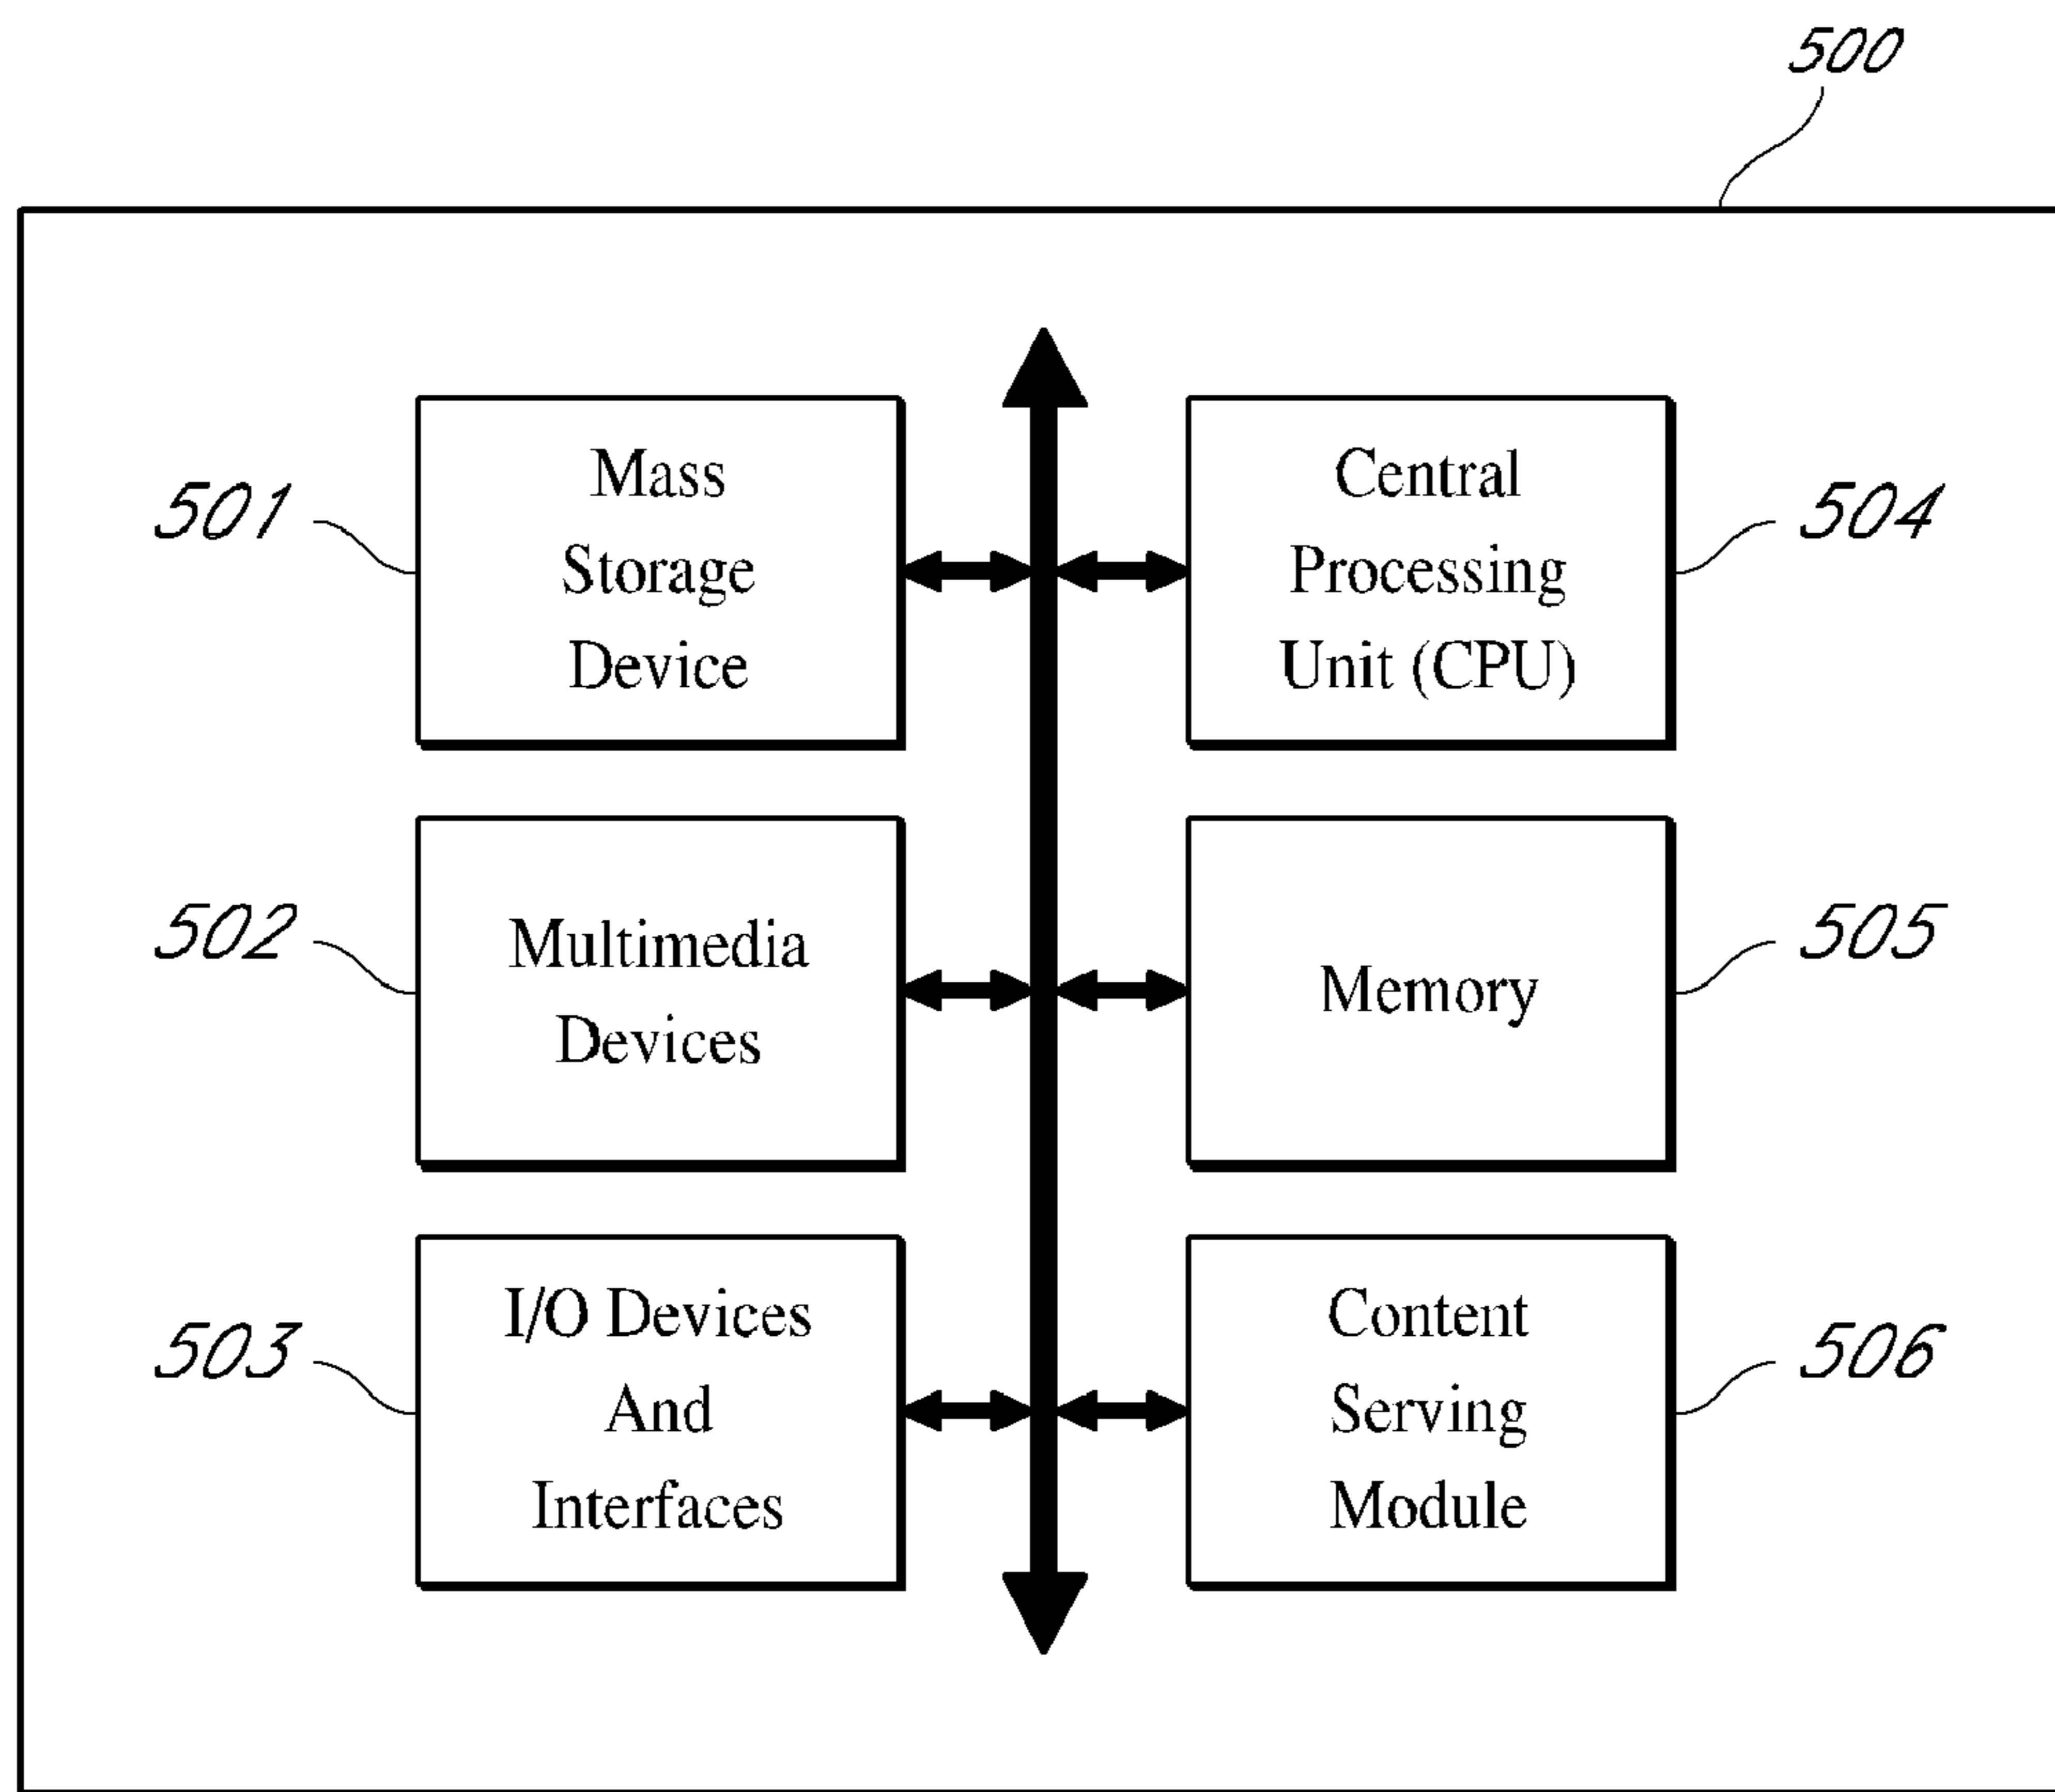 500
501
Mass
Storage
Device
Central
Processing
Unit (CPU)
504
502
Multimedia
Devices
Memory
505
503
I/O Devices
And
Interfaces
Content
Serving
Module
506